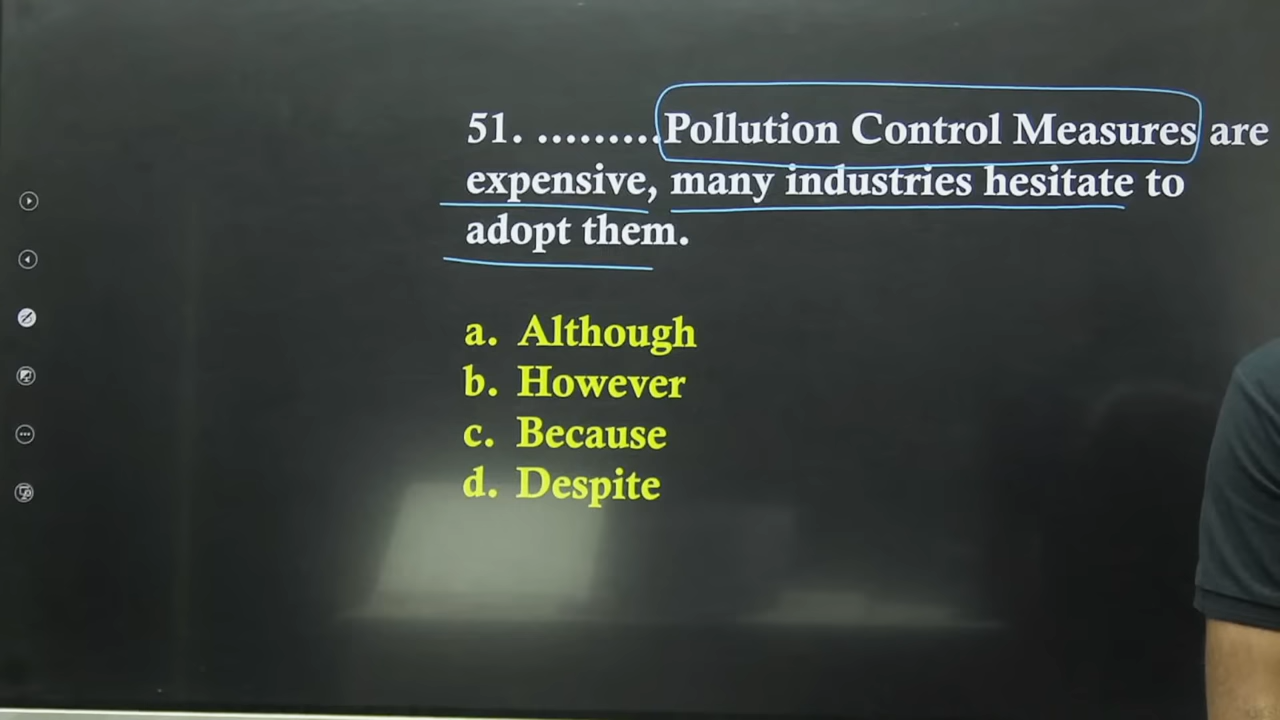 51. .........Pollution Control Measures are
expensive, many industries hesitate to
adopt them.
a. Although
b. However
c. Because
d. Despite